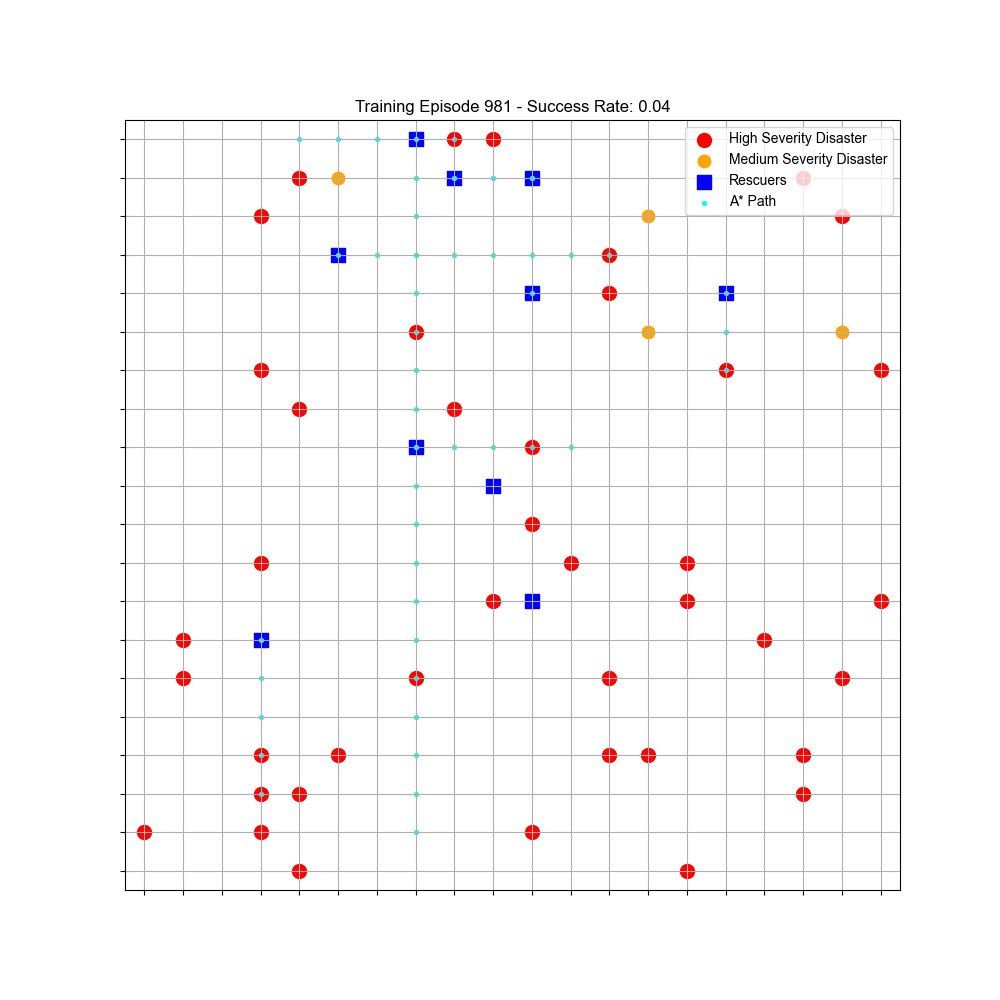 Training Episode 981 - Success Rate: 0.04
High Severity Disaster
Medium Severity Disaster
Rescuers
A* Path